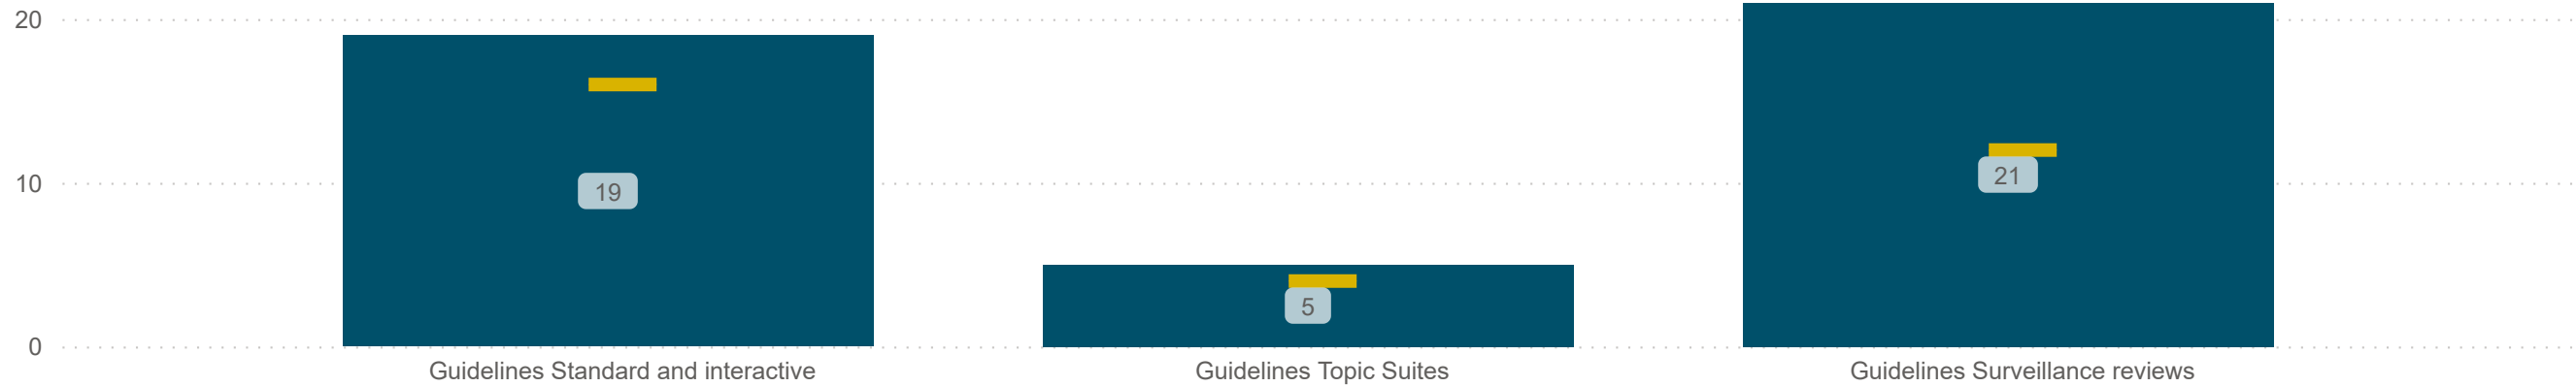 20
10
0
19
5
21
Guidelines Standard and interactive
Guidelines Topic Suites
Guidelines Surveillance reviews